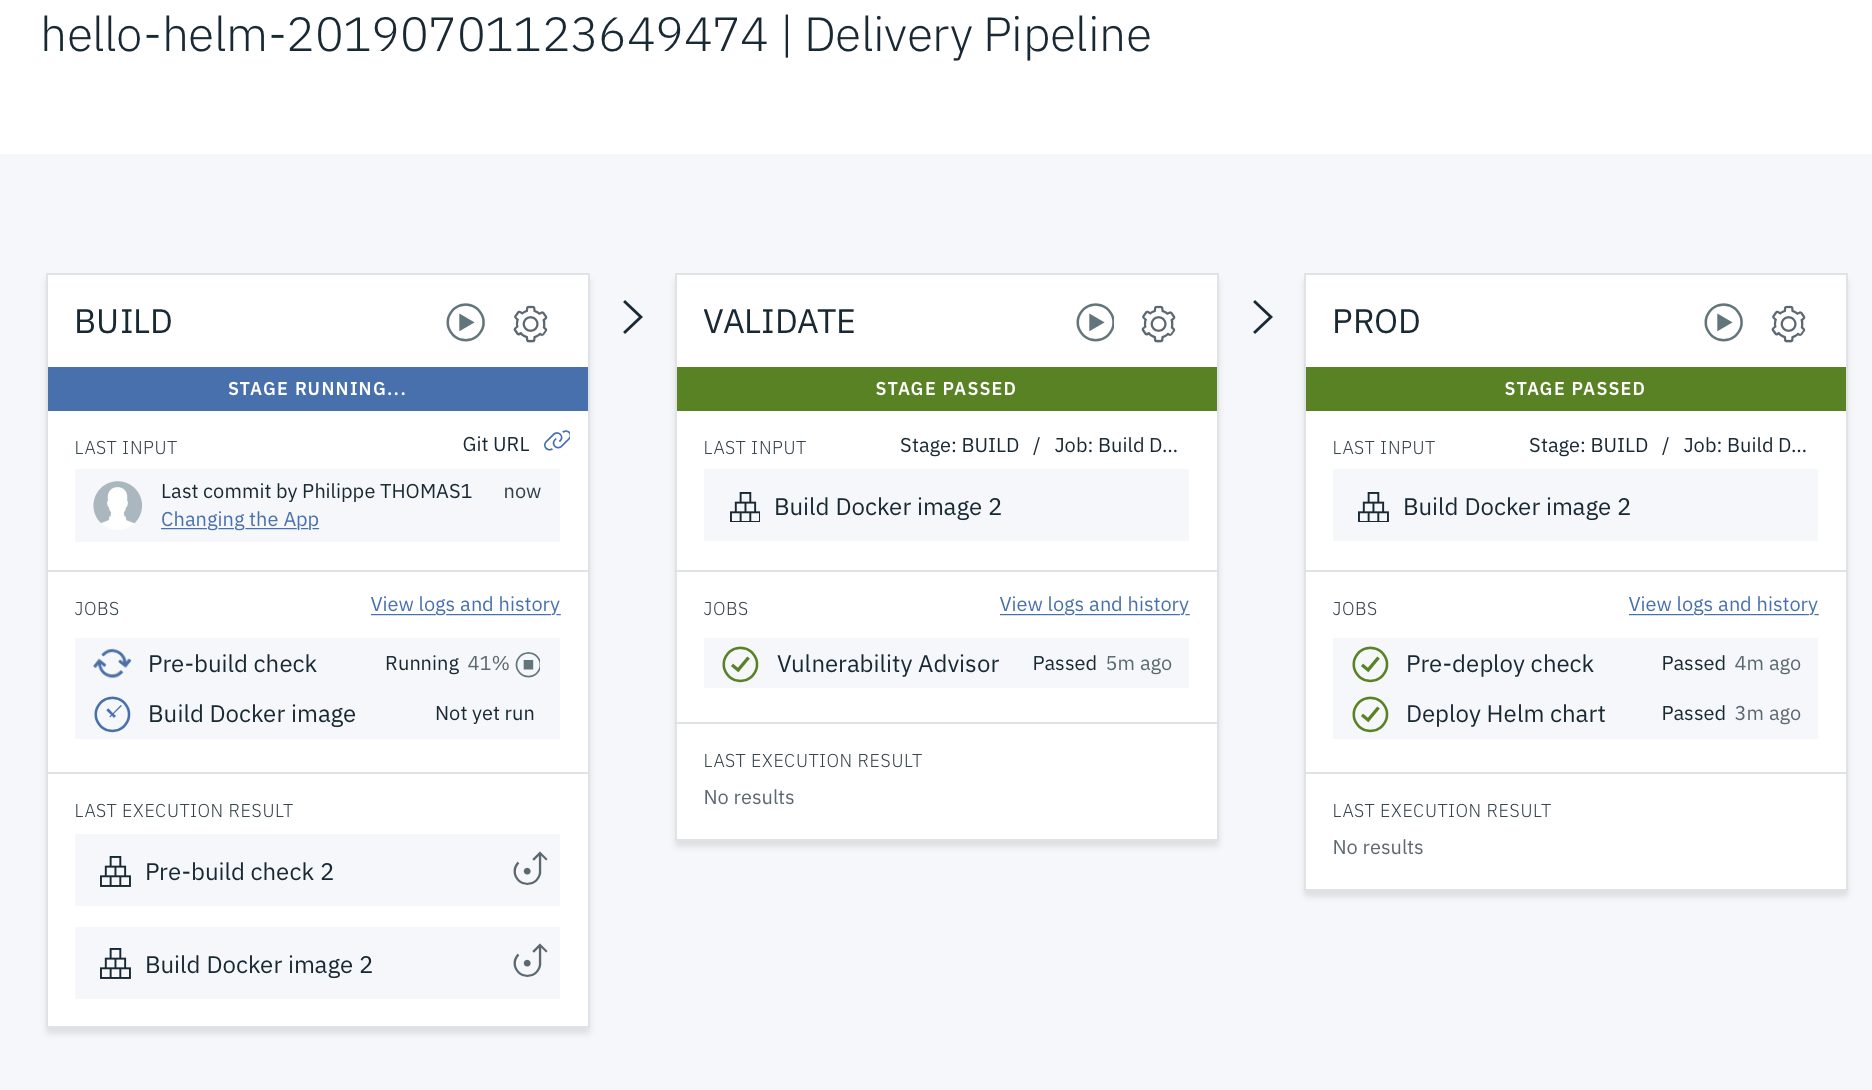 hello-helm-20190701123649474 | Delivery Pipeline
BUILD
STAGE RUNNING...
LAST INPUT Git URL
Last commit by Philippe THOMAS1 now
Changing the App
JOBS View logs and history
Pre-build check Running 41%
Build Docker image Not yet run
LAST EXECUTION RESULT
Pre-build check 2
Build Docker image 2
VALIDATE
STAGE PASSED
LAST INPUT Stage: BUILD / Job: Build D...
Build Docker image 2
JOBS View logs and history
Vulnerability Advisor Passed 5m ago
LAST EXECUTION RESULT
No results
PROD
STAGE PASSED
LAST INPUT Stage: BUILD / Job: Build D...
Build Docker image 2
JOBS View logs and history
Pre-deploy check Passed 4m ago
Deploy Helm chart Passed 3m ago
LAST EXECUTION RESULT
No results